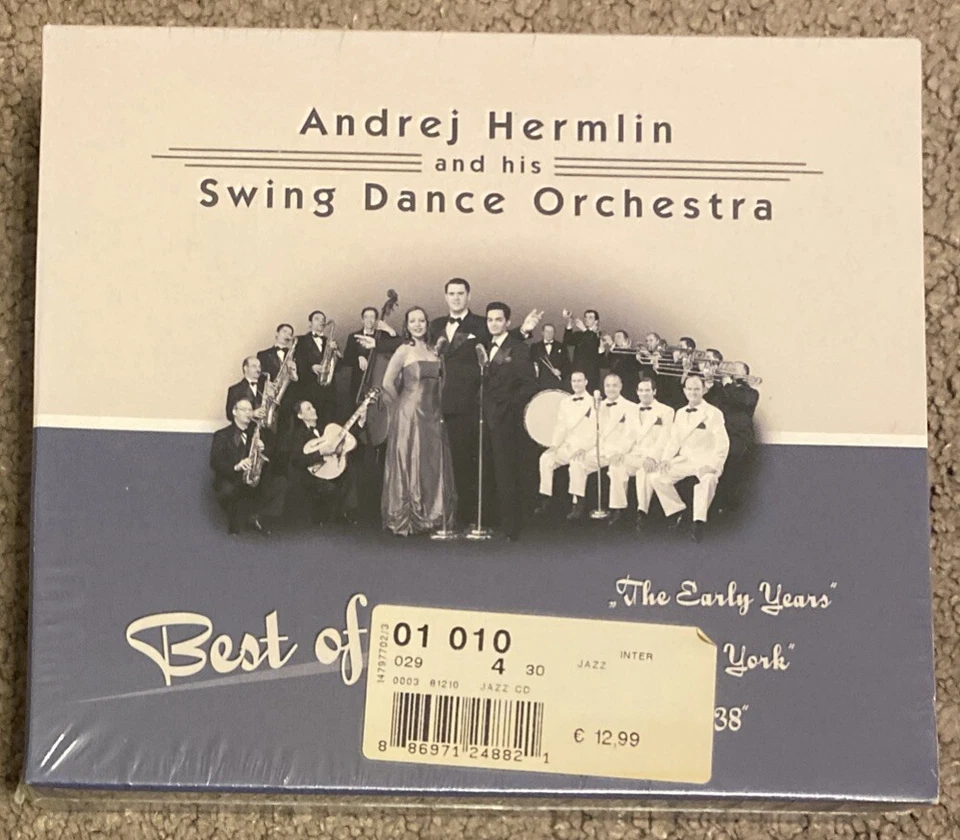 Andrej Hermlin
and his
Swing Dance Orchestra
„The Early Years“
Best of
York“
38“
14797702/3
01 010
029 4 30
JAZZ INTER
0003 81210 JAZZ CD
€ 12,99
8 86971 24882 1